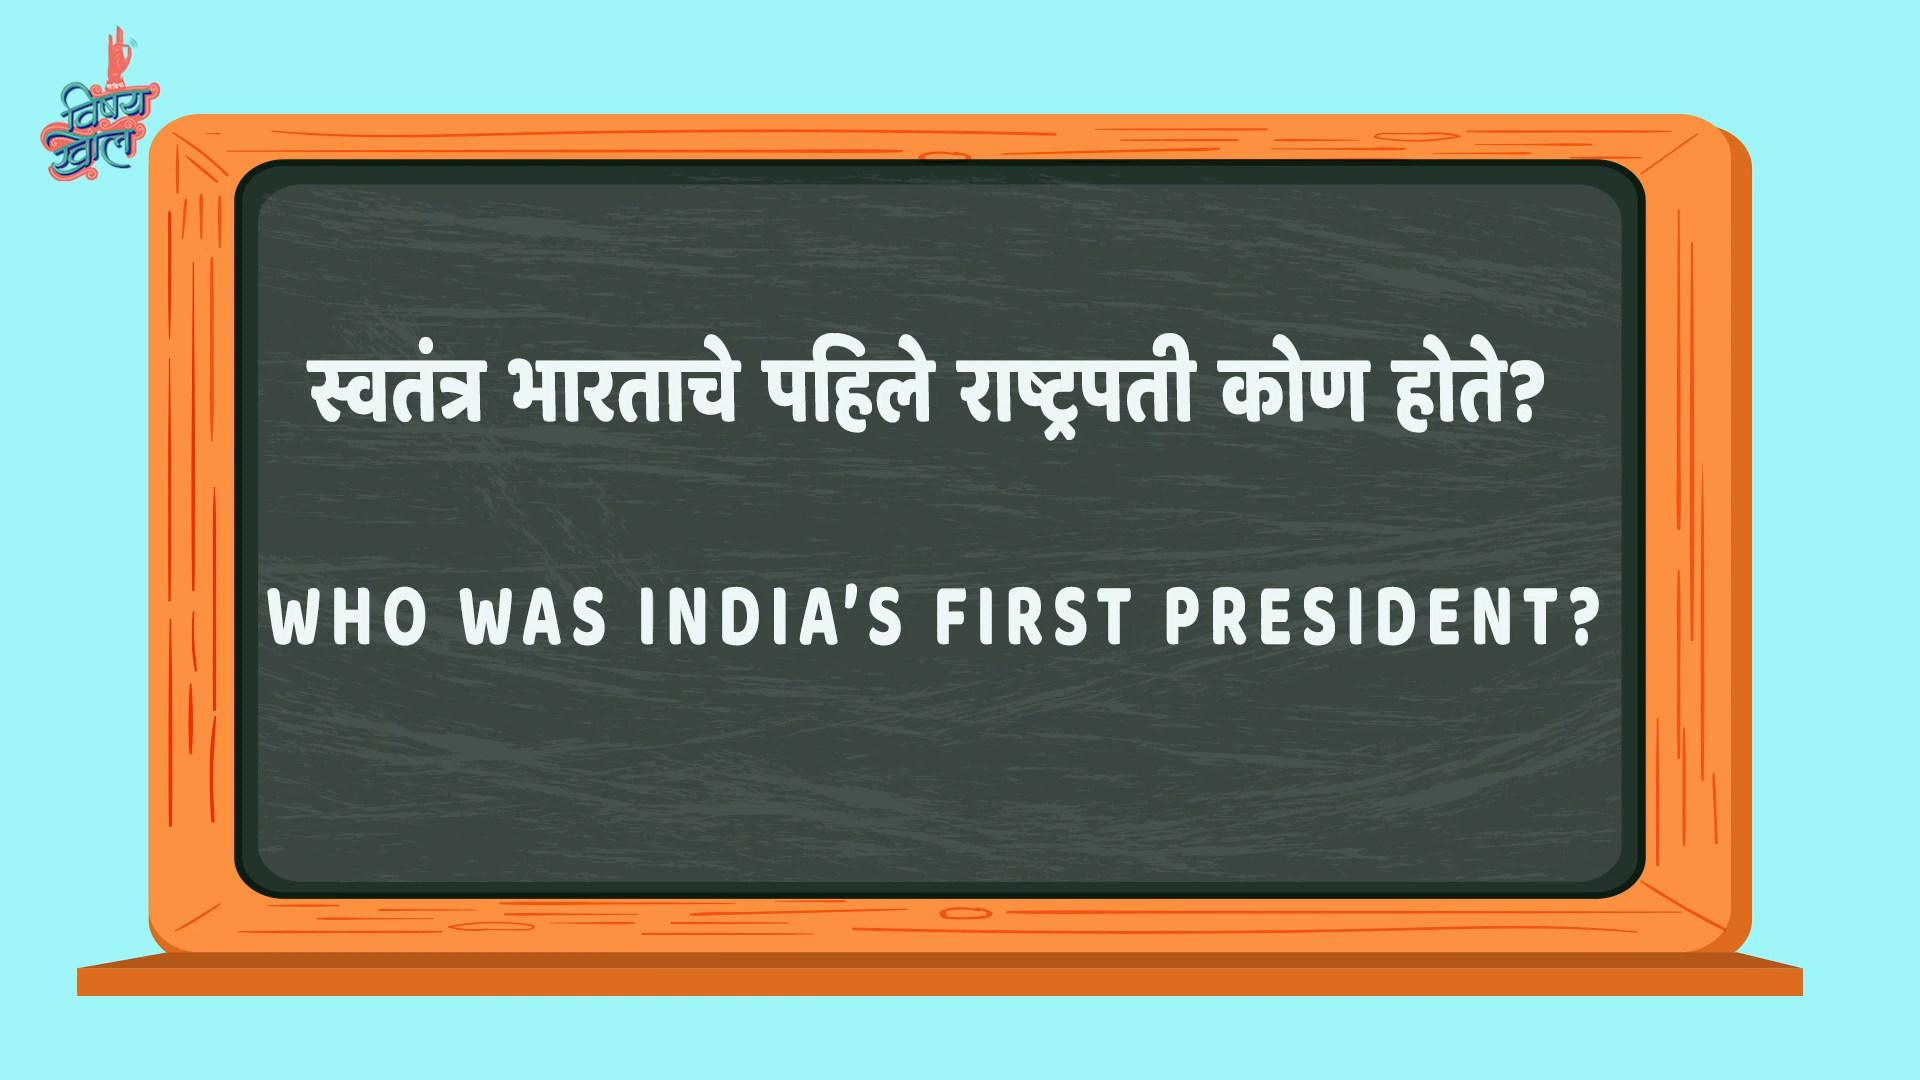 विषय
खोल
स्वतंत्र भारताचे पहिले राष्ट्रपती कोण होते?
WHO WAS INDIA'S FIRST PRESIDENT?